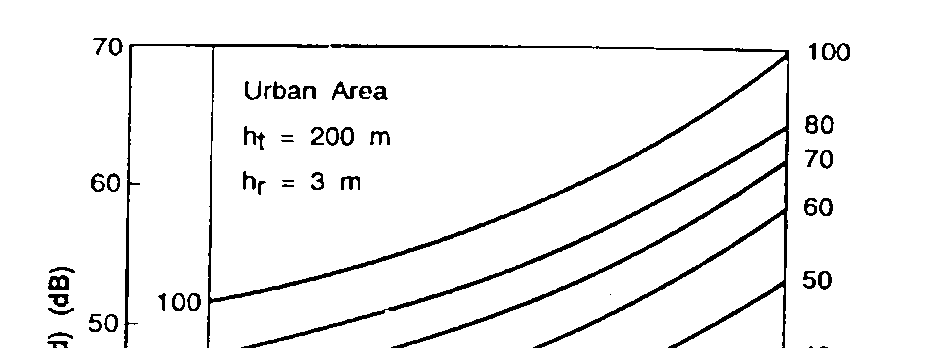 70
100
Urban Area
80
ht = 200 m
70
60
hr = 3 m
60
50
100
50
d) (dB)